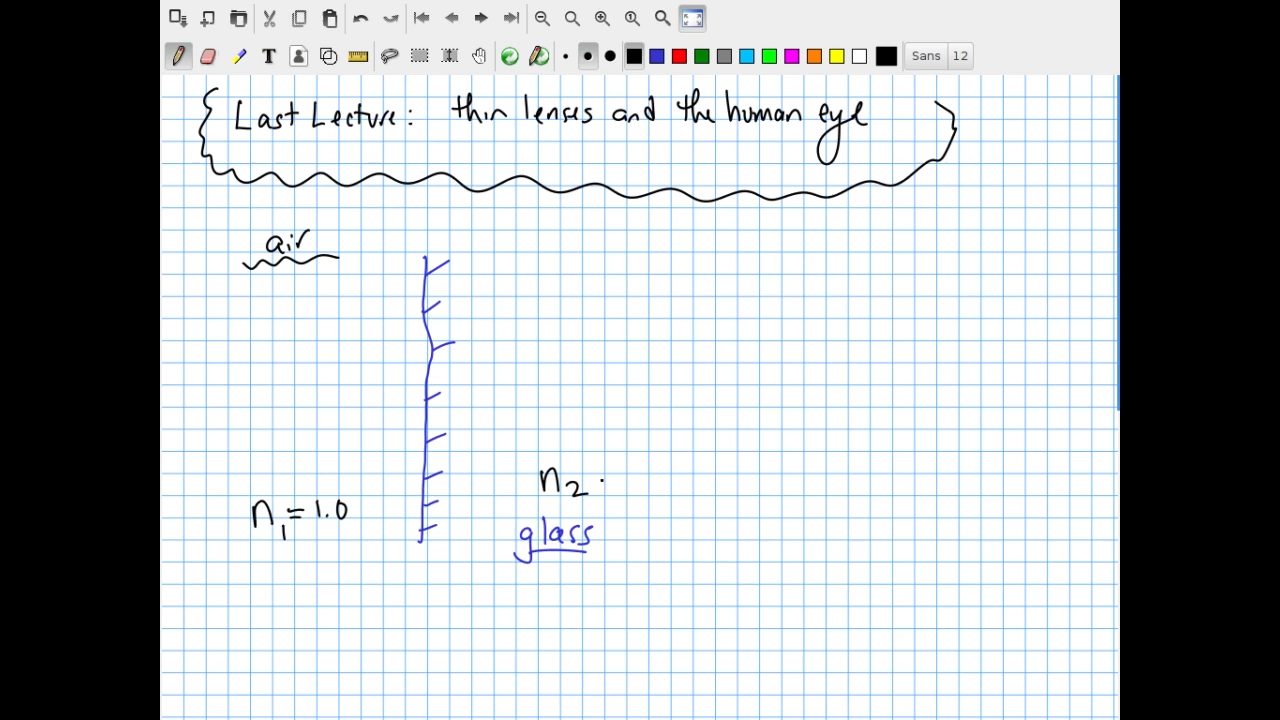 T
Sans 12
Last Lecture: thin lenses and the human eye
air
n₂ ·
n₁ = 1.0
glass